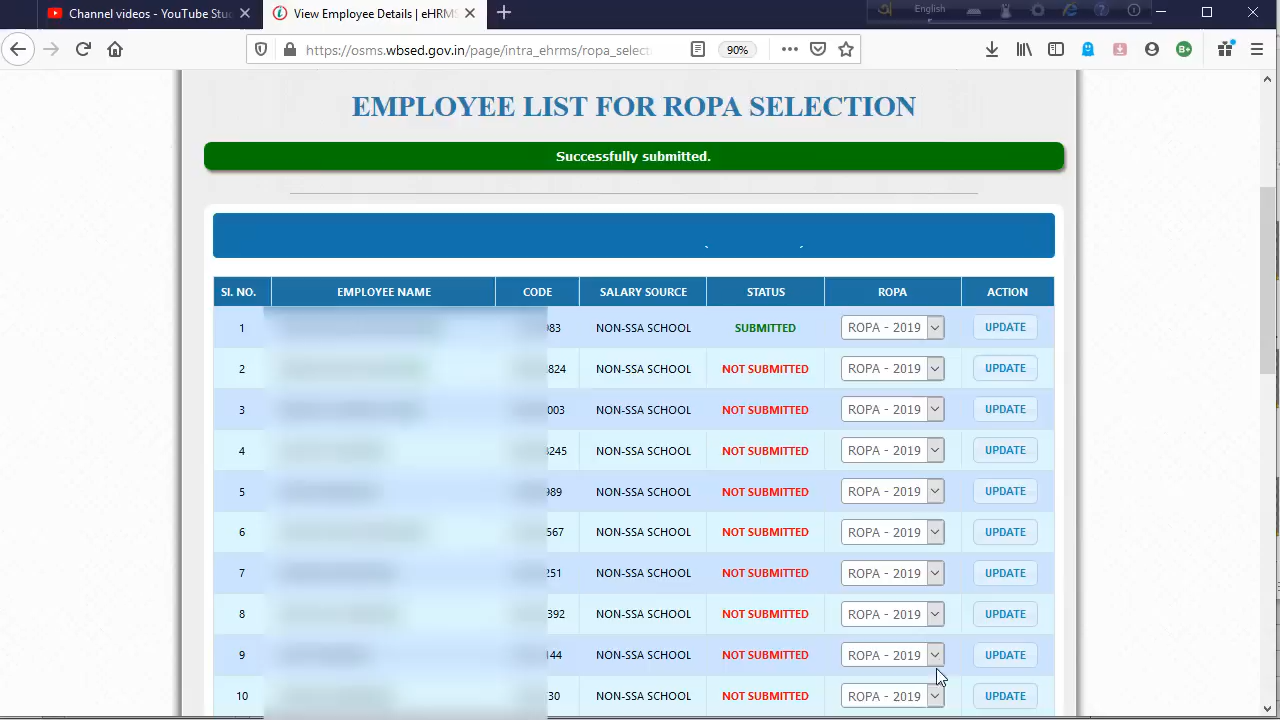 Channel videos - YouTube Stu
View Employee Details | eHRMS
English
https://osms.wbsed.gov.in/page/intra_ehrms/ropa_select
90%
EMPLOYEE LIST FOR ROPA SELECTION
Successfully submitted.
SI. NO. EMPLOYEE NAME CODE SALARY SOURCE STATUS ROPA ACTION
1 983 NON-SSA SCHOOL SUBMITTED ROPA - 2019 UPDATE
2 824 NON-SSA SCHOOL NOT SUBMITTED ROPA - 2019 UPDATE
3 003 NON-SSA SCHOOL NOT SUBMITTED ROPA - 2019 UPDATE
4 245 NON-SSA SCHOOL NOT SUBMITTED ROPA - 2019 UPDATE
5 989 NON-SSA SCHOOL NOT SUBMITTED ROPA - 2019 UPDATE
6 567 NON-SSA SCHOOL NOT SUBMITTED ROPA - 2019 UPDATE
7 251 NON-SSA SCHOOL NOT SUBMITTED ROPA - 2019 UPDATE
8 392 NON-SSA SCHOOL NOT SUBMITTED ROPA - 2019 UPDATE
9 144 NON-SSA SCHOOL NOT SUBMITTED ROPA - 2019 UPDATE
10 30 NON-SSA SCHOOL NOT SUBMITTED ROPA - 2019 UPDATE